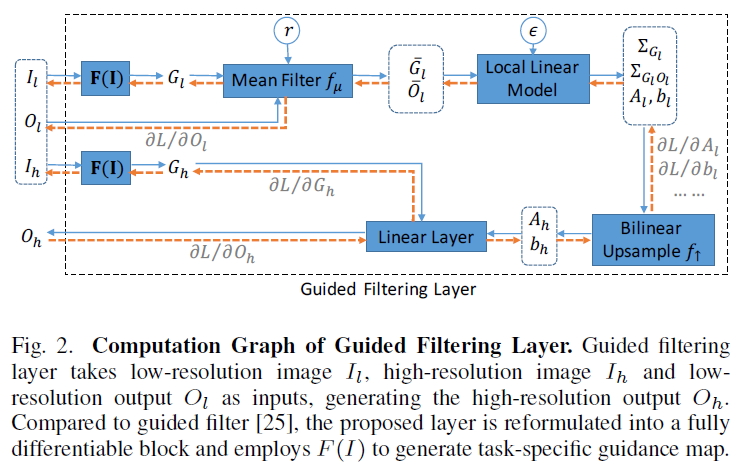 r
ϵ
I_l
F(I)
G_l
Mean Filter f_μ
Ḡ_l
Ō_l
Local Linear
Model
Σ_{G_l}
Σ_{G_l O_l}
A_l, b_l
O_l
∂L/∂O_l
I_h
F(I)
G_h
∂L/∂G_h
∂L/∂A_l
∂L/∂b_l
... ...
O_h
∂L/∂O_h
Linear Layer
A_h
b_h
Bilinear
Upsample f_↑
Guided Filtering Layer
Fig. 2. Computation Graph of Guided Filtering Layer. Guided filtering
layer takes low-resolution image I_l, high-resolution image I_h and low-
resolution output O_l as inputs, generating the high-resolution output O_h.
Compared to guided filter [25], the proposed layer is reformulated into a fully
differentiable block and employs F(I) to generate task-specific guidance map.